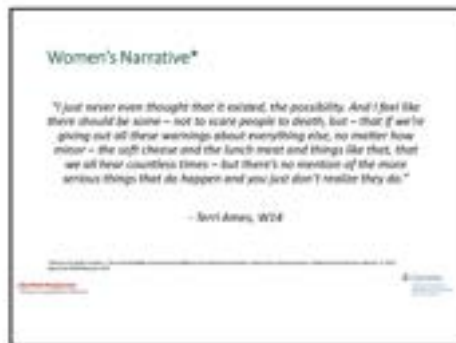 Women's Narrative*
"I just never even thought that it existed, the possibility. And I feel like
there should be some – not to scare people to death, but – that if we're
giving out all these warnings about everything else, no matter how
minor – the soft cheese and the lunch meat and things like that, that
we all hear countless times – but there's no mention of the more
serious things that do happen and you just don't realize they do."
- Terri Ames, W14